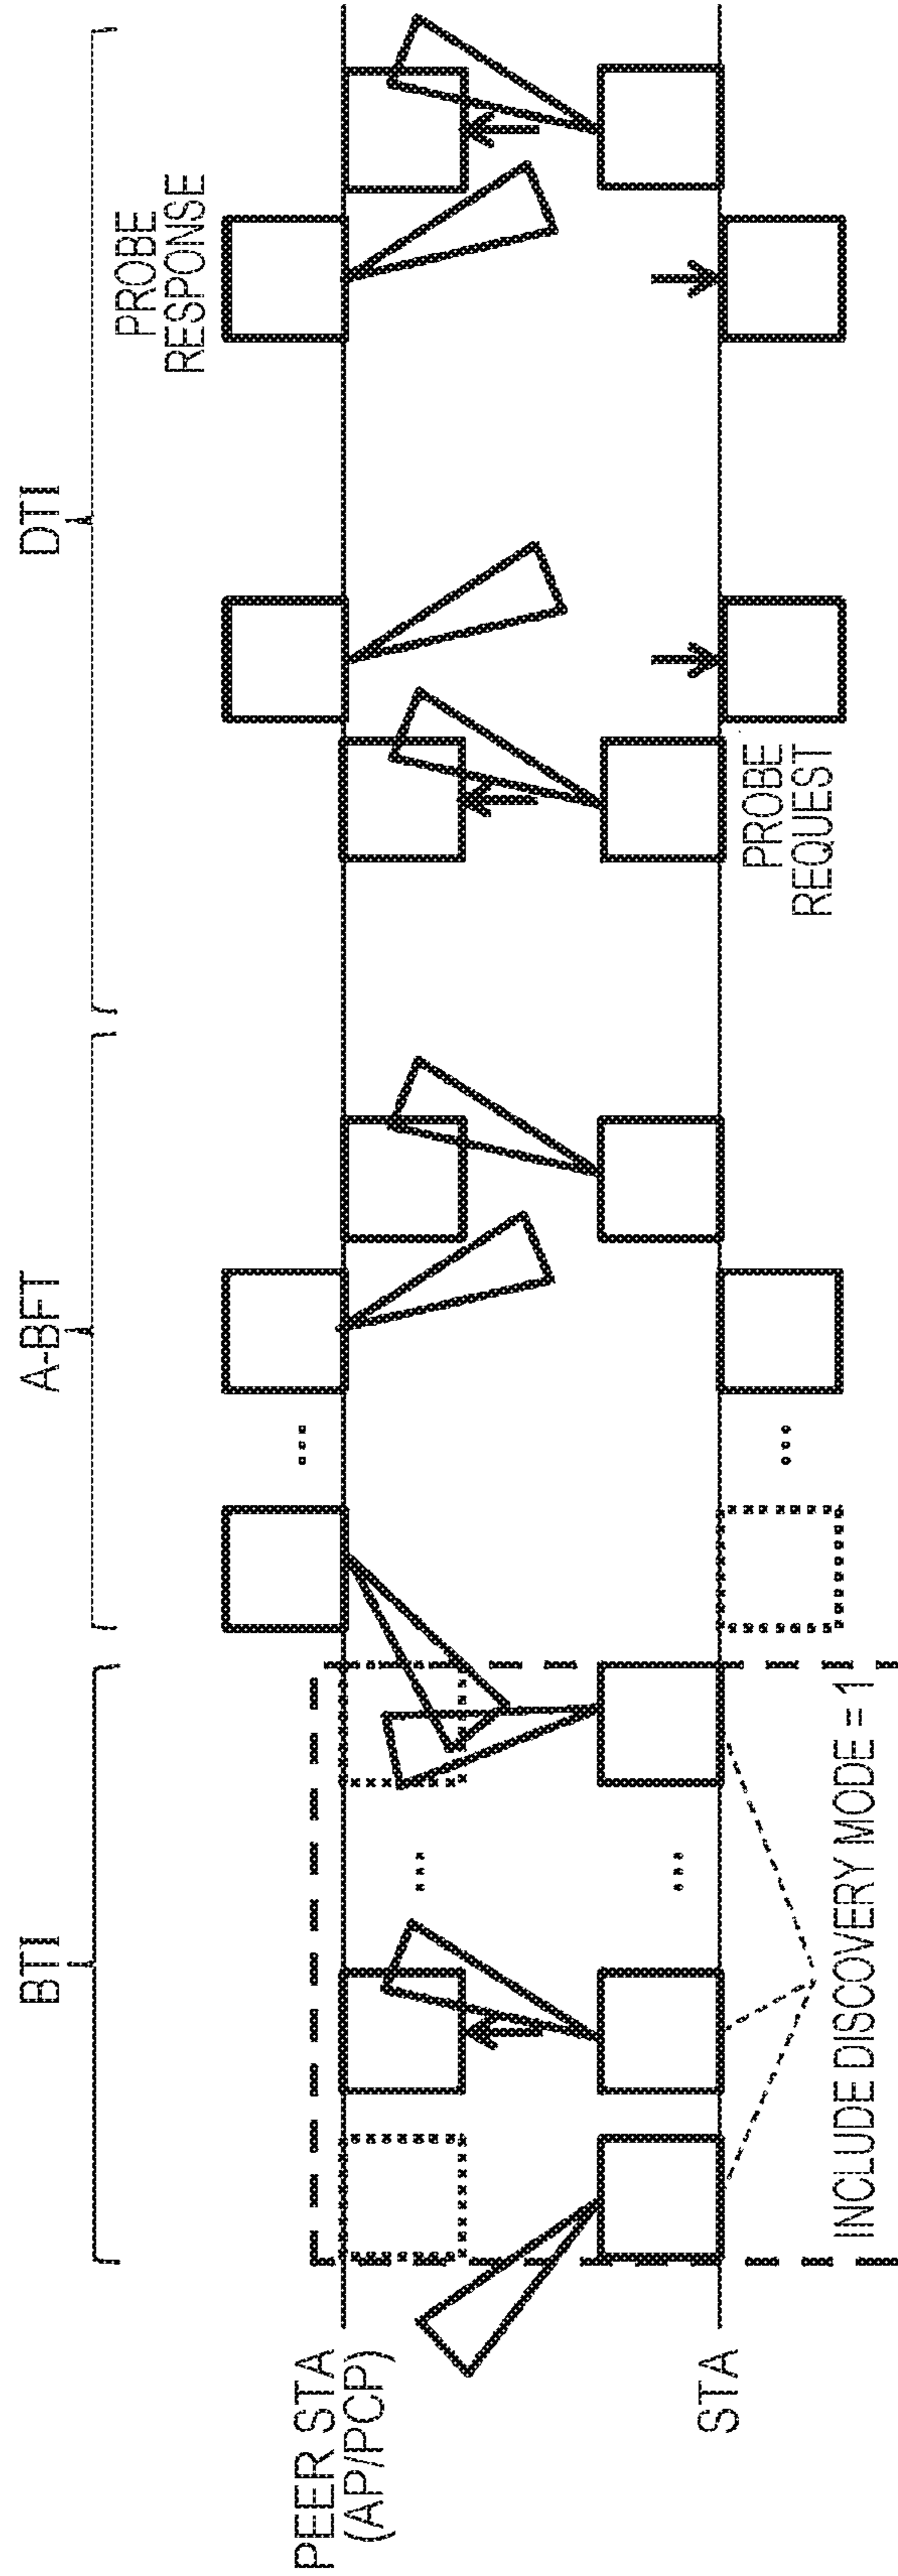 BTI
A-BFT
DTI
PROBE
RESPONSE
PEER STA
(AP/PCP)
...
...
...
...
STA
PROBE
REQUEST
INCLUDE DISCOVERY MODE = 1